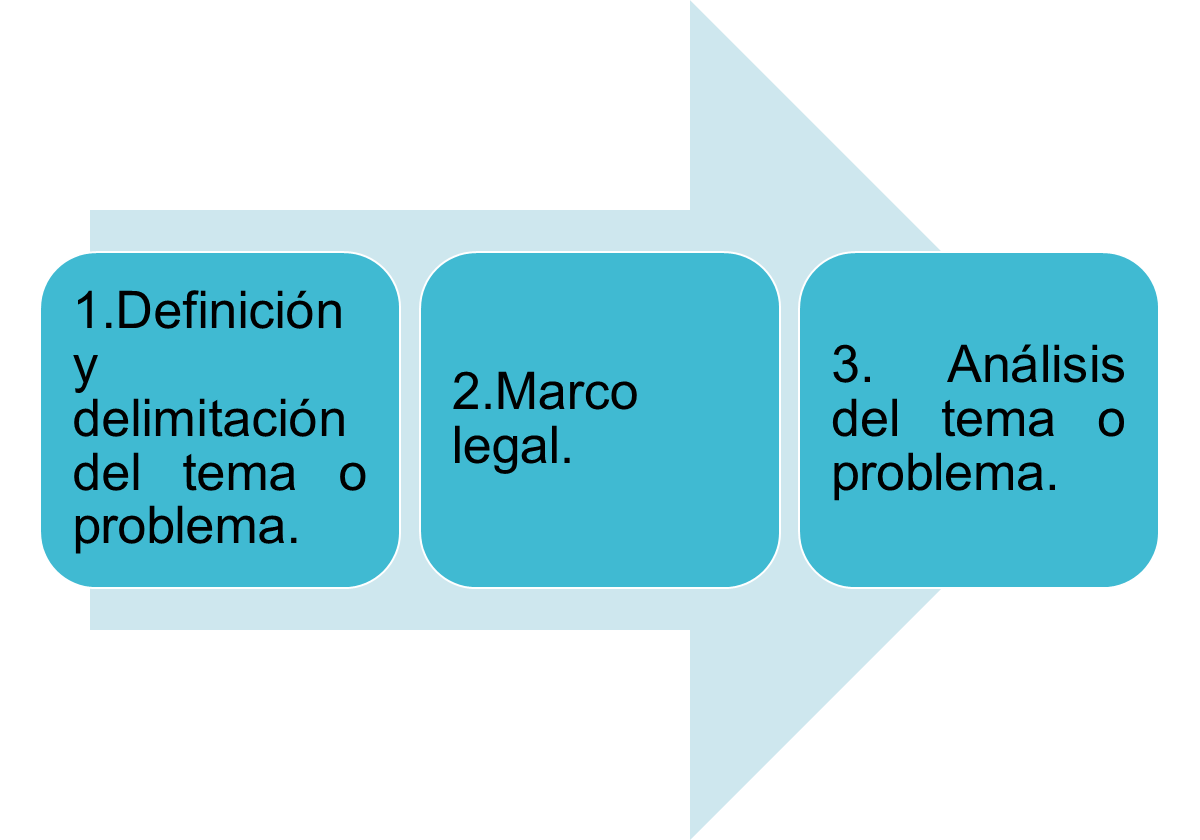 1.Definición
y
delimitación
del tema o
problema.
2.Marco
legal.
3. Análisis
del tema o
problema.